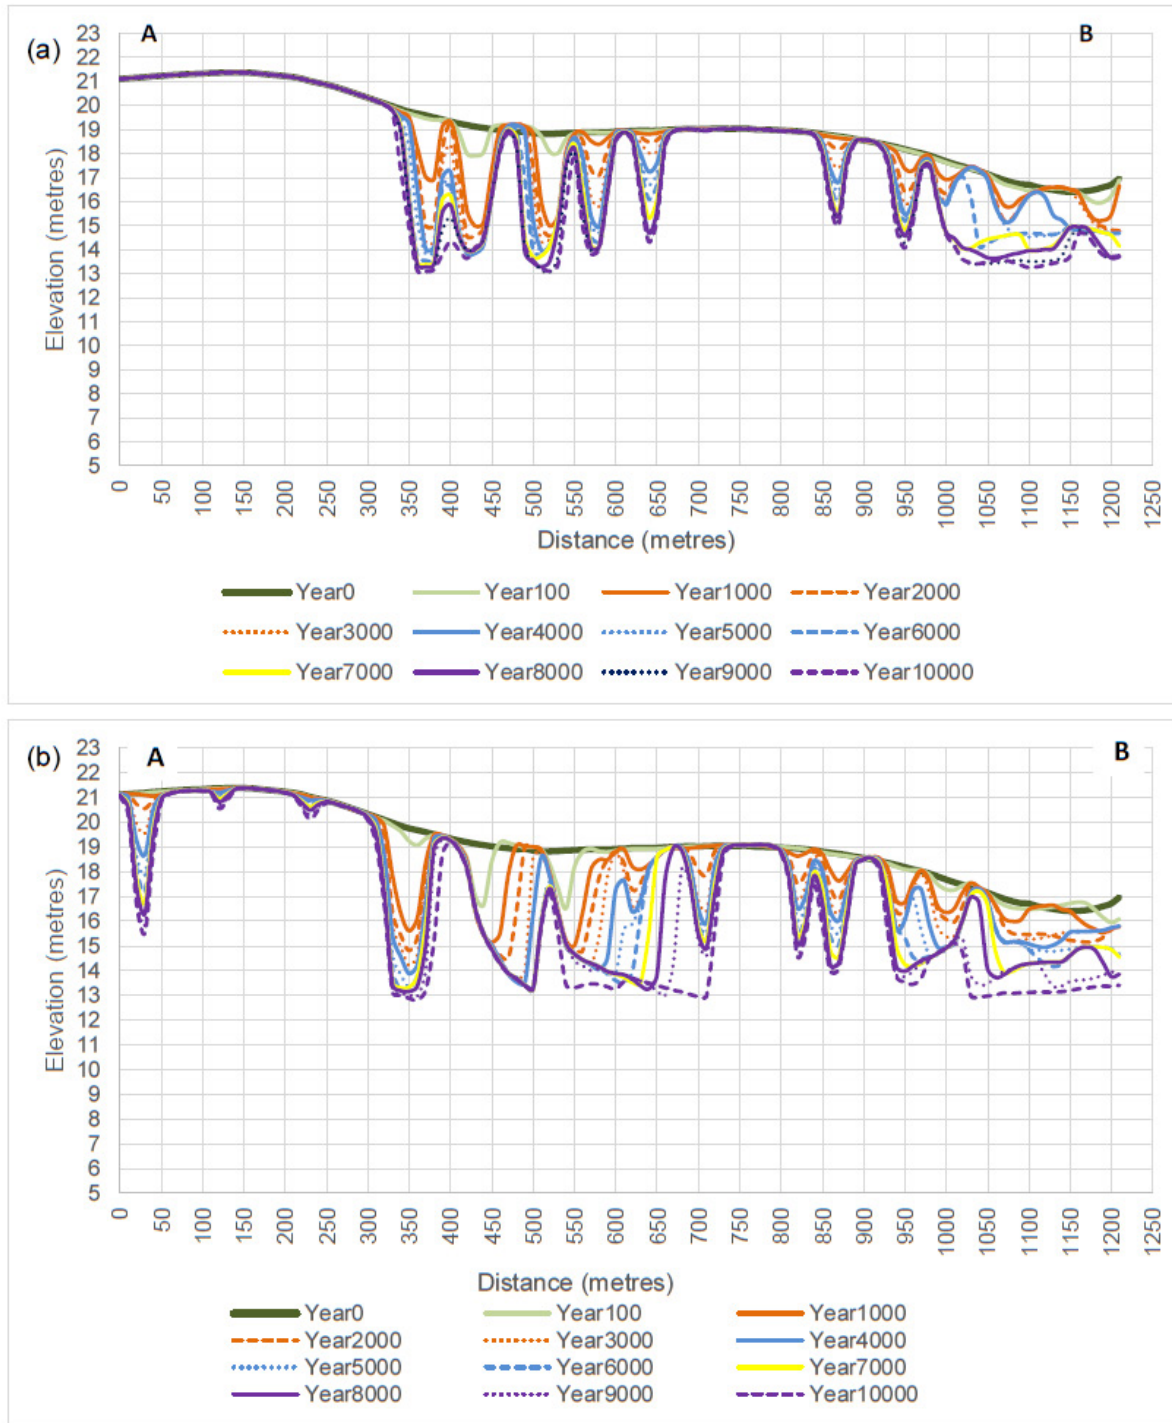 (a) A B
23
22
21
20
19
18
17
16
15
14
13
12
11
10
9
8
7
6
5
Elevation (metres)
0 50 100 150 200 250 300 350 400 450 500 550 600 650 700 750 800 850 900 950 1000 1050 1100 1150 1200 1250
Distance (metres)
Year0 Year100 Year1000 Year2000
Year3000 Year4000 Year5000 Year6000
Year7000 Year8000 Year9000 Year10000
(b) A B
23
22
21
20
19
18
17
16
15
14
13
12
11
10
9
8
7
6
5
Elevation (metres)
0 50 100 150 200 250 300 350 400 450 500 550 600 650 700 750 800 850 900 950 1000 1050 1100 1150 1200 1250
Distance (metres)
Year0 Year100 Year1000
Year2000 Year3000 Year4000
Year5000 Year6000 Year7000
Year8000 Year9000 Year10000